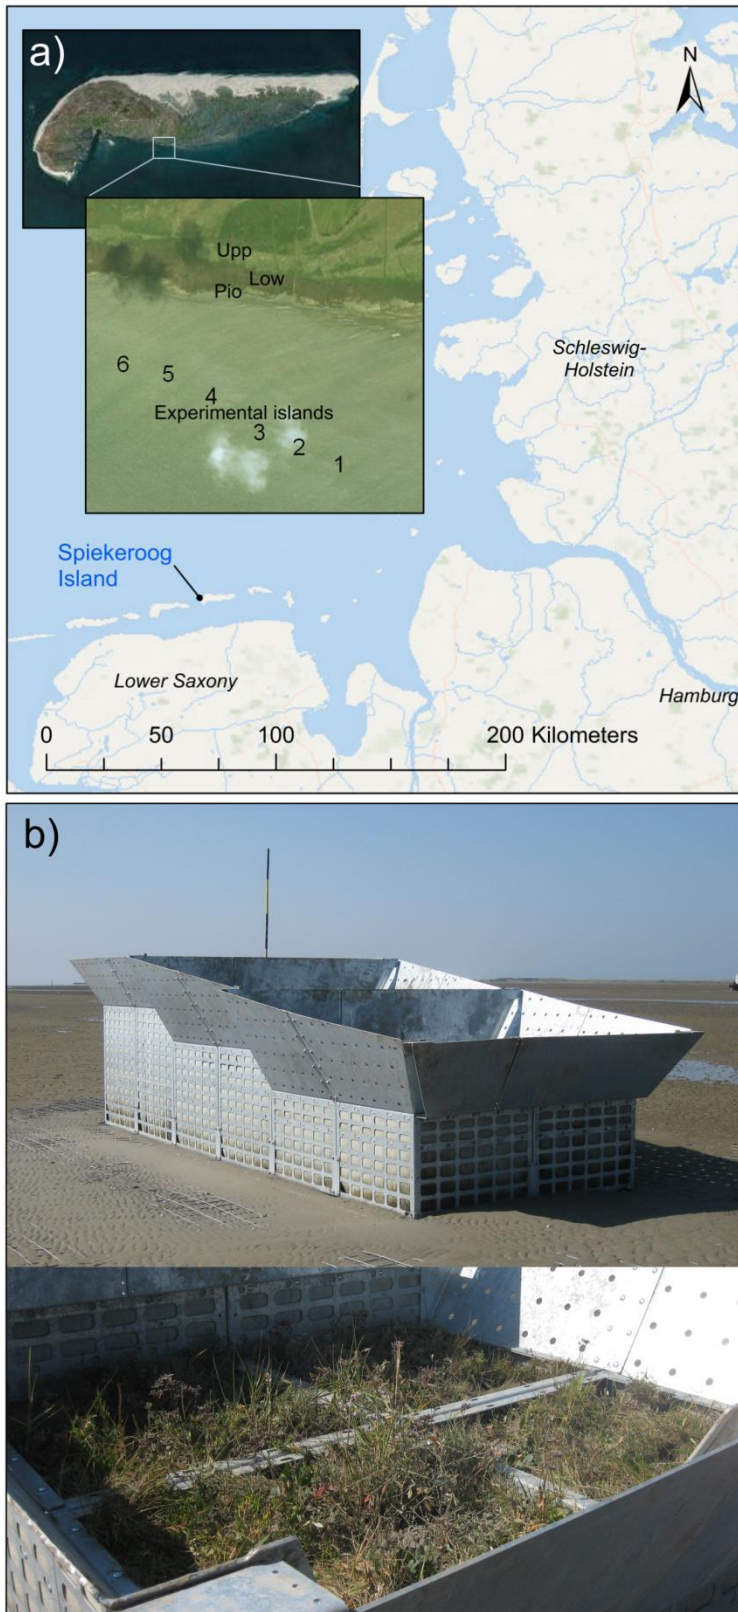 a)
N
Upp
Low
Pio
6
5
4
Experimental islands
3
2
1
Schleswig-
Holstein
Spiekeroog
Island
Lower Saxony
Hamburg
0 50 100 200 Kilometers
b)